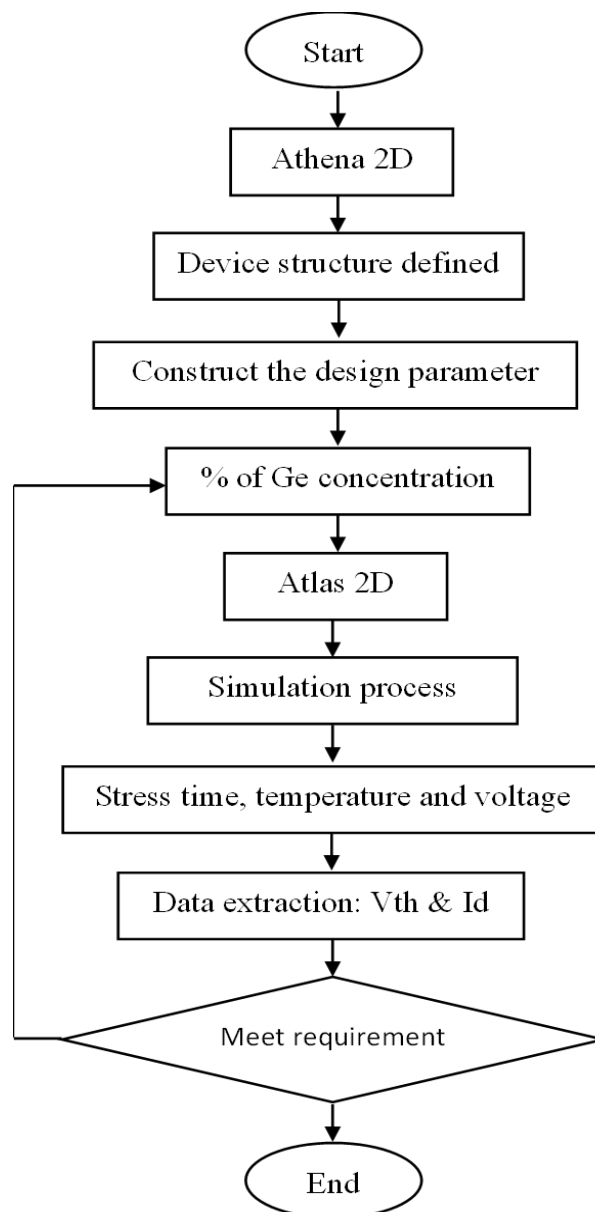 Start
Athena 2D
Device structure defined
Construct the design parameter
% of Ge concentration
Atlas 2D
Simulation process
Stress time, temperature and voltage
Data extraction: Vth & Id
Meet requirement
End